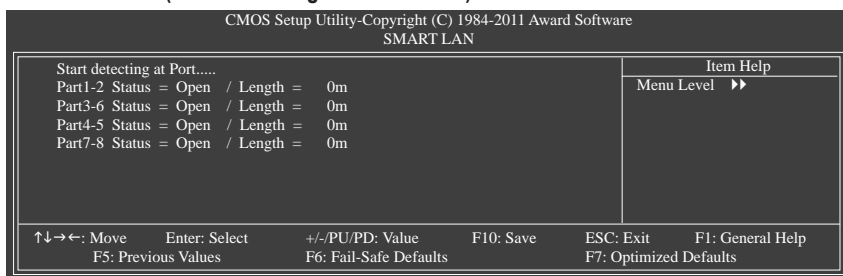 CMOS Setup Utility-Copyright (C) 1984-2011 Award Software
SMART LAN
Start detecting at Port.....
Part1-2 Status = Open / Length = 0m
Part3-6 Status = Open / Length = 0m
Part4-5 Status = Open / Length = 0m
Part7-8 Status = Open / Length = 0m
Item Help
Menu Level ▶▶
↑↓→←: Move Enter: Select +/-/PU/PD: Value F10: Save ESC: Exit F1: General Help
F5: Previous Values F6: Fail-Safe Defaults F7: Optimized Defaults